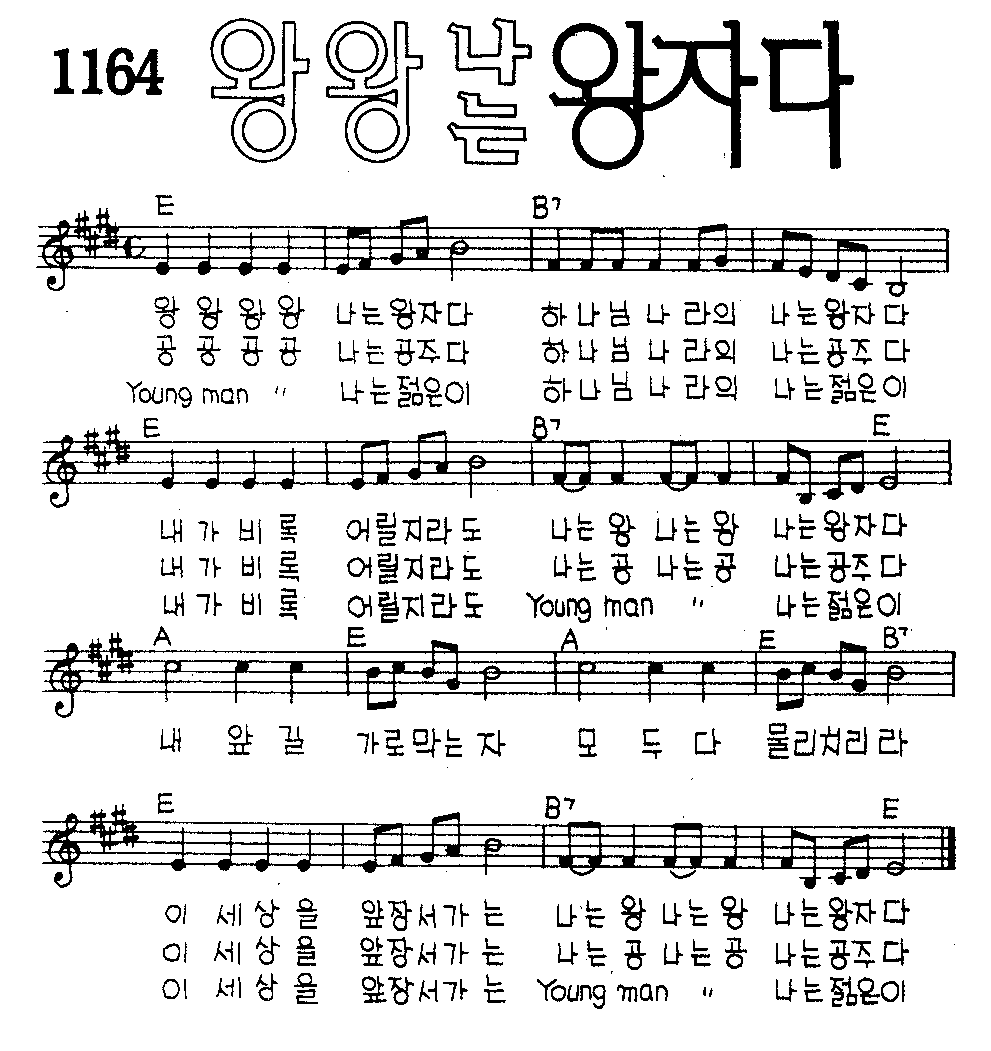 1164 왕왕 나는 왕자다
E B7
왕 왕 왕 왕 나는왕자다 하나님 나 라의 나는왕자다
공 공 공 공 나는공주다 하나님 나 라의 나는공주다
Young man 〃 나는젊은이 하나님 나 라의 나는젊은이
E B7 E
내 가 비 록 어릴지라도 나는 왕 나는 왕 나는왕자다
내 가 비 록 어릴지라도 나는 공 나는 공 나는공주다
내 가 비 록 어릴지라도 Young man 〃 나는젊은이
A E A E B7
내 앞 길 가로막는 자 모 두 다 물리치리라
E B7 E
이 세 상 을 앞장서가는 나는 왕 나는 왕 나는왕자다
이 세 상 을 앞장서가는 나는 공 나는 공 나는공주다
이 세 상 을 앞장서가는 Young man 〃 나는젊은이